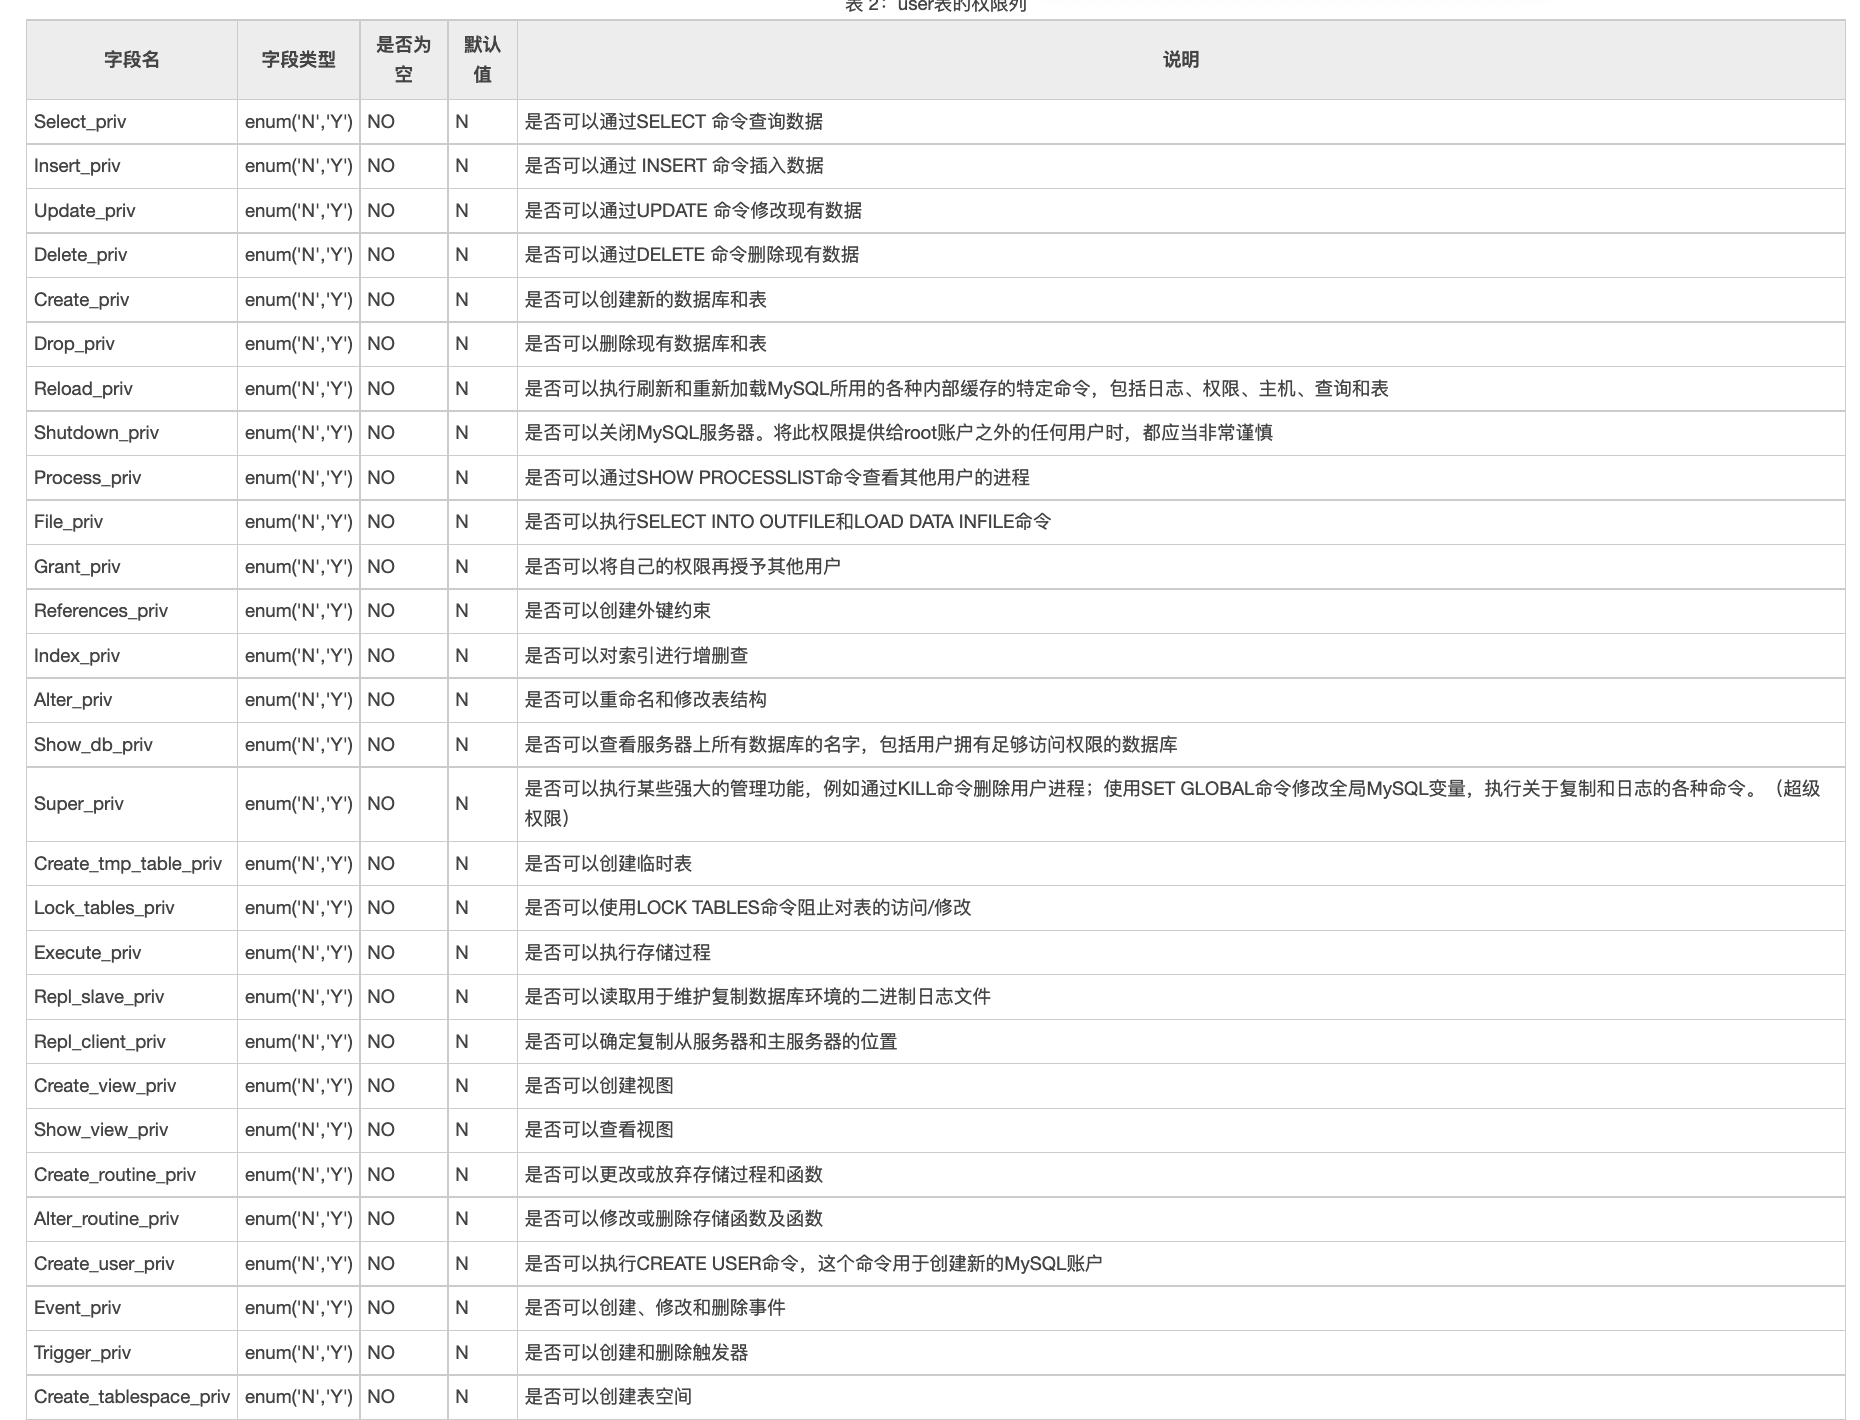 表 2：user表的权限列
字段名 字段类型 是否为空 默认值 说明
Select_priv enum('N','Y') NO N 是否可以通过SELECT 命令查询数据
Insert_priv enum('N','Y') NO N 是否可以通过 INSERT 命令插入数据
Update_priv enum('N','Y') NO N 是否可以通过UPDATE 命令修改现有数据
Delete_priv enum('N','Y') NO N 是否可以通过DELETE 命令删除现有数据
Create_priv enum('N','Y') NO N 是否可以创建新的数据库和表
Drop_priv enum('N','Y') NO N 是否可以删除现有数据库和表
Reload_priv enum('N','Y') NO N 是否可以执行刷新和重新加载MySQL所用的各种内部缓存的特定命令，包括日志、权限、主机、查询和表
Shutdown_priv enum('N','Y') NO N 是否可以关闭MySQL服务器。将此权限提供给root账户之外的任何用户时，都应当非常谨慎
Process_priv enum('N','Y') NO N 是否可以通过SHOW PROCESSLIST命令查看其他用户的进程
File_priv enum('N','Y') NO N 是否可以执行SELECT INTO OUTFILE和LOAD DATA INFILE命令
Grant_priv enum('N','Y') NO N 是否可以将自己的权限再授予其他用户
References_priv enum('N','Y') NO N 是否可以创建外键约束
Index_priv enum('N','Y') NO N 是否可以对索引进行增删查
Alter_priv enum('N','Y') NO N 是否可以重命名和修改表结构
Show_db_priv enum('N','Y') NO N 是否可以查看服务器上所有数据库的名字，包括用户拥有足够访问权限的数据库
Super_priv enum('N','Y') NO N 是否可以执行某些强大的管理功能，例如通过KILL命令删除用户进程；使用SET GLOBAL命令修改全局MySQL变量，执行关于复制和日志的各种命令。（超级
权限）
Create_tmp_table_priv enum('N','Y') NO N 是否可以创建临时表
Lock_tables_priv enum('N','Y') NO N 是否可以使用LOCK TABLES命令阻止对表的访问/修改
Execute_priv enum('N','Y') NO N 是否可以执行存储过程
Repl_slave_priv enum('N','Y') NO N 是否可以读取用于维护复制数据库环境的二进制日志文件
Repl_client_priv enum('N','Y') NO N 是否可以确定复制从服务器和主服务器的位置
Create_view_priv enum('N','Y') NO N 是否可以创建视图
Show_view_priv enum('N','Y') NO N 是否可以查看视图
Create_routine_priv enum('N','Y') NO N 是否可以更改或放弃存储过程和函数
Alter_routine_priv enum('N','Y') NO N 是否可以修改或删除存储函数及函数
Create_user_priv enum('N','Y') NO N 是否可以执行CREATE USER命令，这个命令用于创建新的MySQL账户
Event_priv enum('N','Y') NO N 是否可以创建、修改和删除事件
Trigger_priv enum('N','Y') NO N 是否可以创建和删除触发器
Create_tablespace_priv enum('N','Y') NO N 是否可以创建表空间